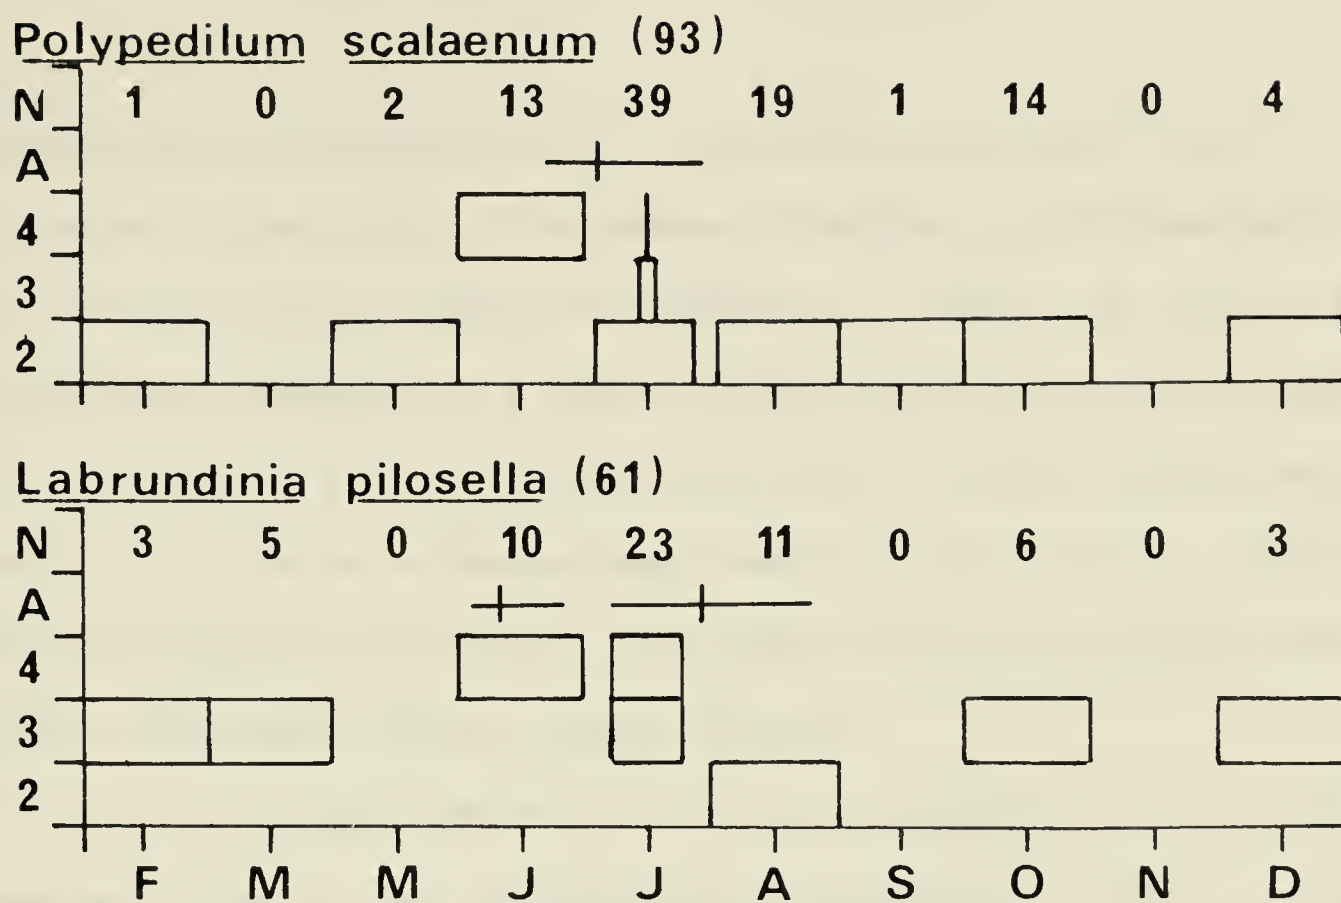 Polypedilum scalaenum (93)
N 1 0 2 13 39 19 1 14 0 4
A
4
3
2
Labrundinia pilosella (61)
N 3 5 0 10 23 11 0 6 0 3
A
4
3
2
F M M J J A S O N D